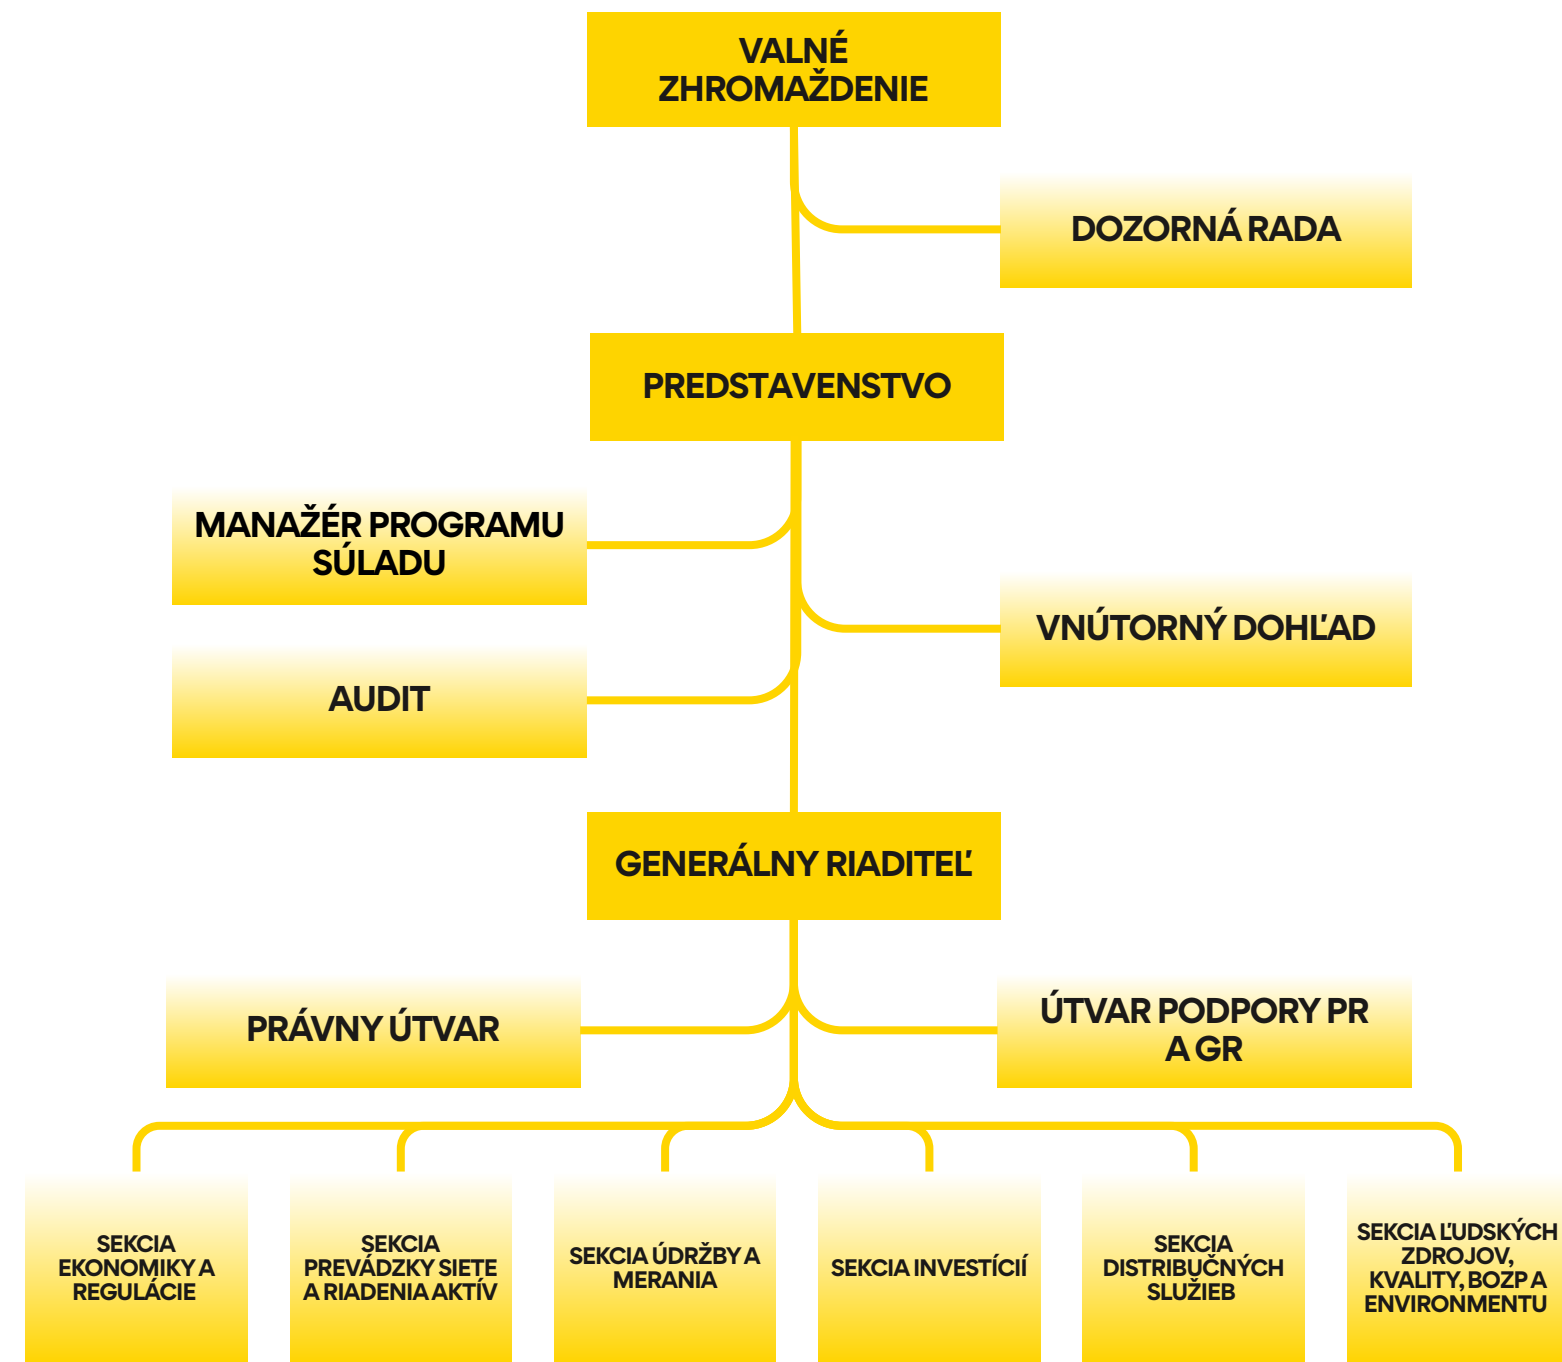 VALNÉ
ZHROMAŽDENIE
DOZORNÁ RADA
PREDSTAVENSTVO
MANAŽÉR PROGRAMU
SÚLADU
VNÚTORNÝ DOHĽAD
AUDIT
GENERÁLNY RIADITEĽ
PRÁVNY ÚTVAR
ÚTVAR PODPORY PR
A GR
SEKCIA
EKONOMIKY A
REGULÁCIE
SEKCIA
PREVÁDZKY SIETE
A RIADENIA AKTÍV
SEKCIA ÚDRŽBY A
MERANIA
SEKCIA INVESTÍCIÍ
SEKCIA
DISTRIBUČNÝCH
SLUŽIEB
SEKCIA ĽUDSKÝCH
ZDROJOV,
KVALITY, BOZP A
ENVIRONMENTU